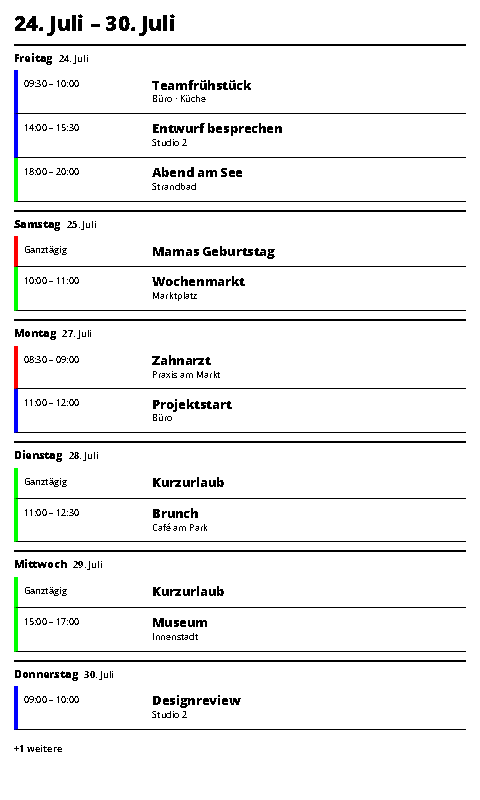 24. Juli – 30. Juli
Freitag 24. Juli
09:30 – 10:00 Teamfrühstück
Büro · Küche
14:00 – 15:30 Entwurf besprechen
Studio 2
18:00 – 20:00 Abend am See
Strandbad
Samstag 25. Juli
Ganztägig Mamas Geburtstag
10:00 – 11:00 Wochenmarkt
Marktplatz
Montag 27. Juli
08:30 – 09:00 Zahnarzt
Praxis am Markt
11:00 – 12:00 Projektstart
Büro
Dienstag 28. Juli
Ganztägig Kurzurlaub
11:00 – 12:30 Brunch
Café am Park
Mittwoch 29. Juli
Ganztägig Kurzurlaub
15:00 – 17:00 Museum
Innenstadt
Donnerstag 30. Juli
09:00 – 10:00 Designreview
Studio 2
+1 weitere